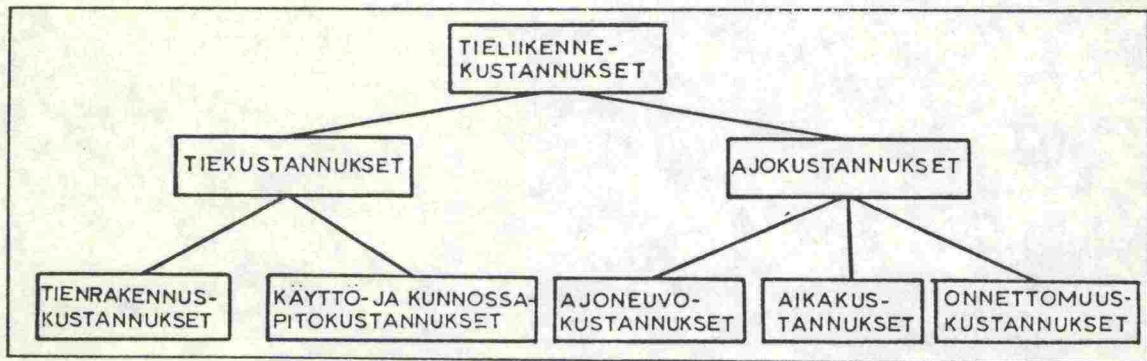 TIELIIKENNE-
KUSTANNUKSET
TIEKUSTANNUKSET
AJOKUSTANNUKSET
TIENRAKENNUS-
KUSTANNUKSET
KÄYTTÖ-JA KUNNOSSA-
PITOKUSTANNUKSET
AJONEUVO-
KUSTANNUKSET
AIKAKUS-
TANNUKSET
ONNETTOMUUS-
KUSTANNUKSET